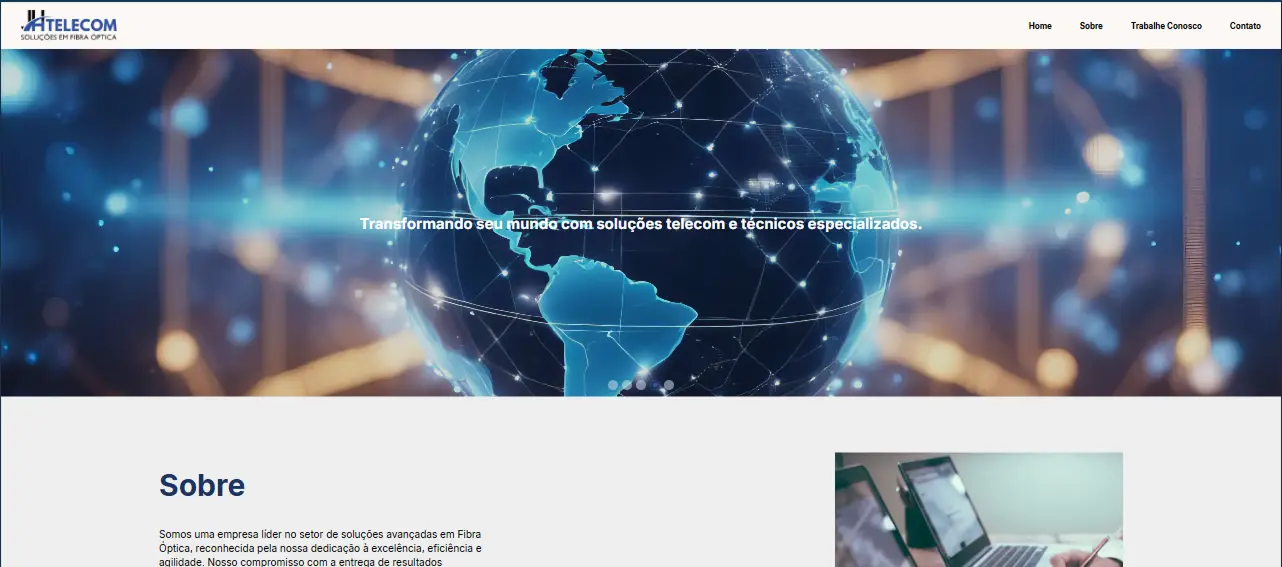 JHTELECOM
SOLUÇÕES EM FIBRA ÓPTICA
Home Sobre Trabalhe Conosco Contato
Transformando seu mundo com soluções telecom e técnicos especializados.
Sobre
Somos uma empresa líder no setor de soluções avançadas em Fibra
Óptica, reconhecida pela nossa dedicação à excelência, eficiência e
agilidade. Nosso compromisso com a entrega de resultados